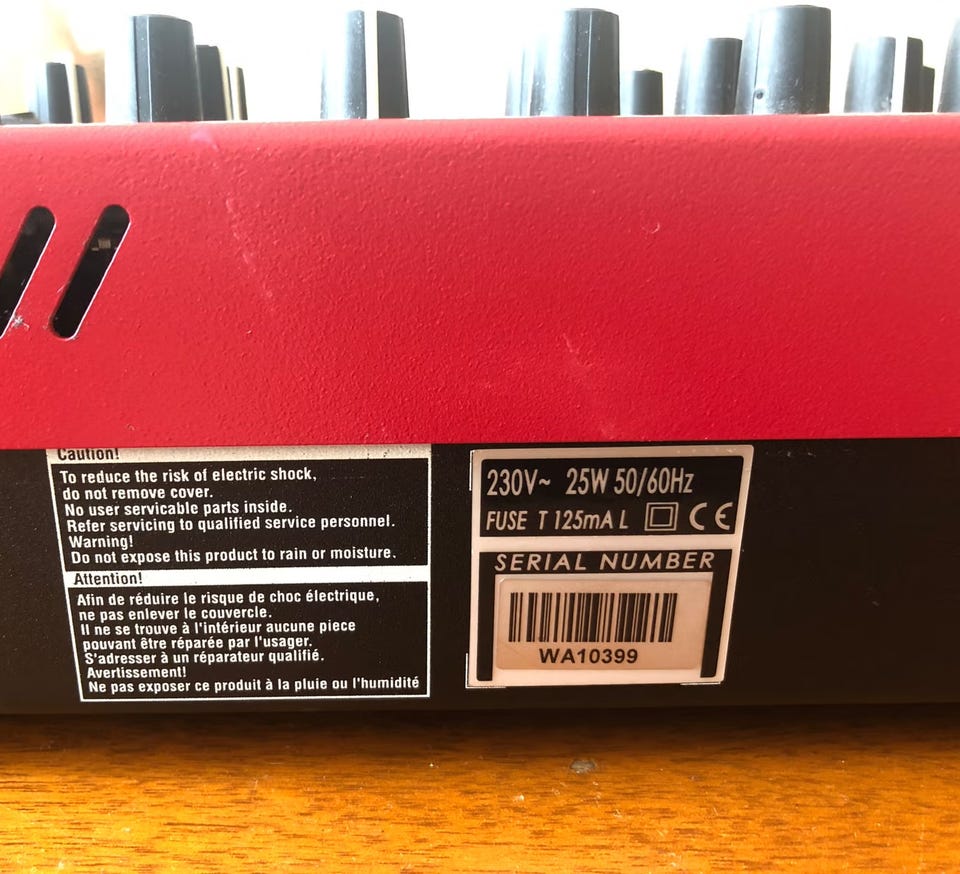 Caution!
To reduce the risk of electric shock,
do not remove cover.
No user servicable parts inside.
Refer servicing to qualified service personnel.
Warning!
Do not expose this product to rain or moisture.
Attention!
Afin de réduire le risque de choc électrique,
ne pas enlever le couvercle.
Il ne se trouve à l'intérieur aucune piece
pouvant être réparée par l'usager.
S'adresser à un réparateur qualifié.
Avertissement!
Ne pas exposer ce produit à la pluie ou l'humidité
230V~ 25W 50/60Hz
FUSE T 125mA L CE
SERIAL NUMBER
WA10399